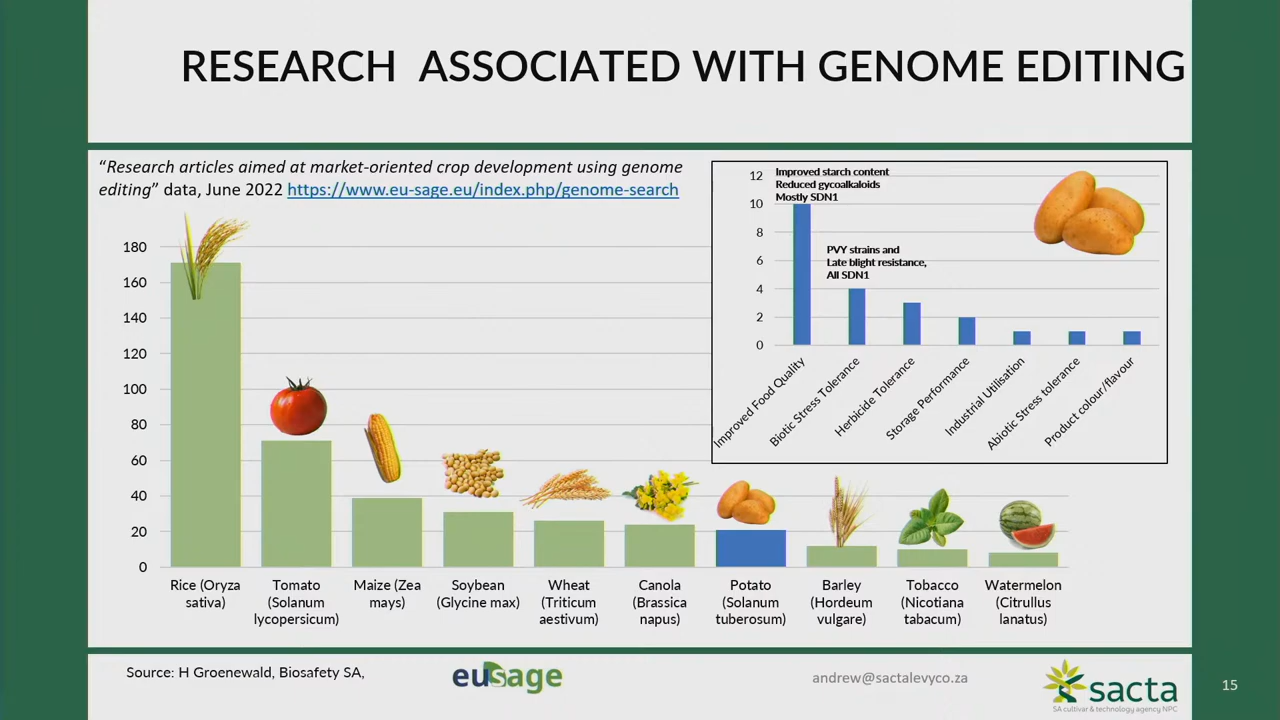 RESEARCH  ASSOCIATED WITH GENOME EDITING
“Research articles aimed at market-oriented crop development using genome
editing” data, June 2022 https://www.eu-sage.eu/index.php/genome-search
180
160
140
120
100
80
60
40
20
0
Rice (Oryza
sativa)
Tomato
(Solanum
lycopersicum)
Maize (Zea
mays)
Soybean
(Glycine max)
Wheat
(Triticum
aestivum)
Canola
(Brassica
napus)
Potato
(Solanum
tuberosum)
Barley
(Hordeum
vulgare)
Tobacco
(Nicotiana
tabacum)
Watermelon
(Citrullus
lanatus)
12
10
8
6
4
2
0
Improved starch content
Reduced gycoalkaloids
Mostly SDN1
PVY strains and
Late blight resistance,
All SDN1
Improved Food Quality
Biotic Stress Tolerance
Herbicide Tolerance
Storage Performance
Industrial Utilisation
Abiotic Stress tolerance
Product colour/flavour
Source: H Groenewald, Biosafety SA,
eusage
andrew@sactalevyco.za
sacta
SA cultivar & technology agency NPC
15